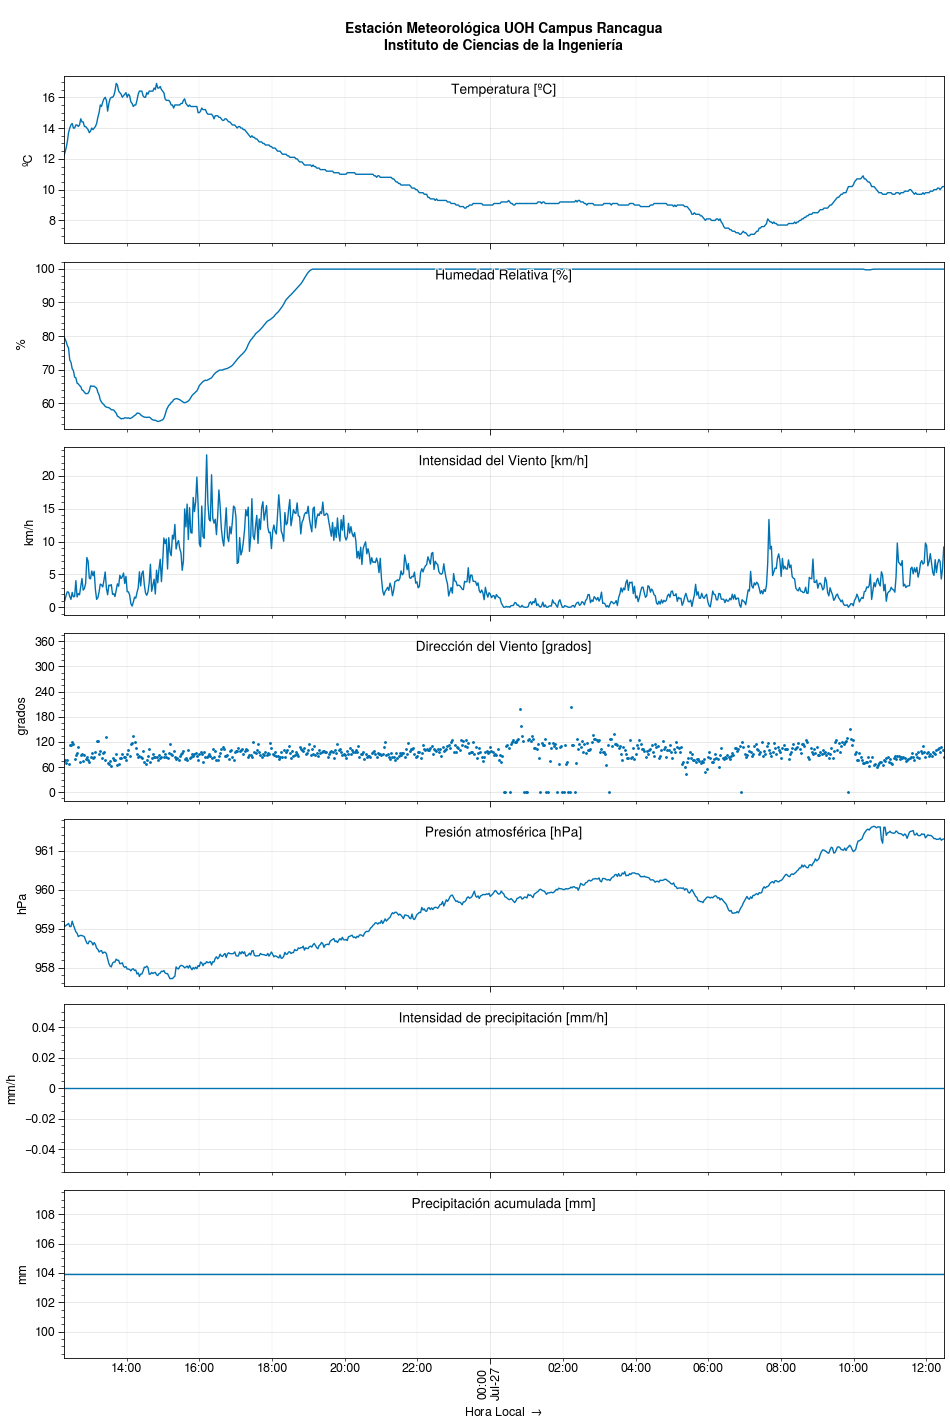 Estación Meteorológica UOH Campus Rancagua
Instituto de Ciencias de la Ingeniería
Temperatura [ºC]
ºC
16
14
12
10
8
Humedad Relativa [%]
%
100
90
80
70
60
Intensidad del Viento [km/h]
km/h
20
15
10
5
0
Dirección del Viento [grados]
grados
360
300
240
180
120
60
0
Presión atmosférica [hPa]
hPa
961
960
959
958
Intensidad de precipitación [mm/h]
mm/h
0.04
0.02
0
−0.02
−0.04
Precipitación acumulada [mm]
mm
108
106
104
102
100
14:00 16:00 18:00 20:00 22:00 00:00 02:00 04:00 06:00 08:00 10:00 12:00
Jul-27
Hora Local →